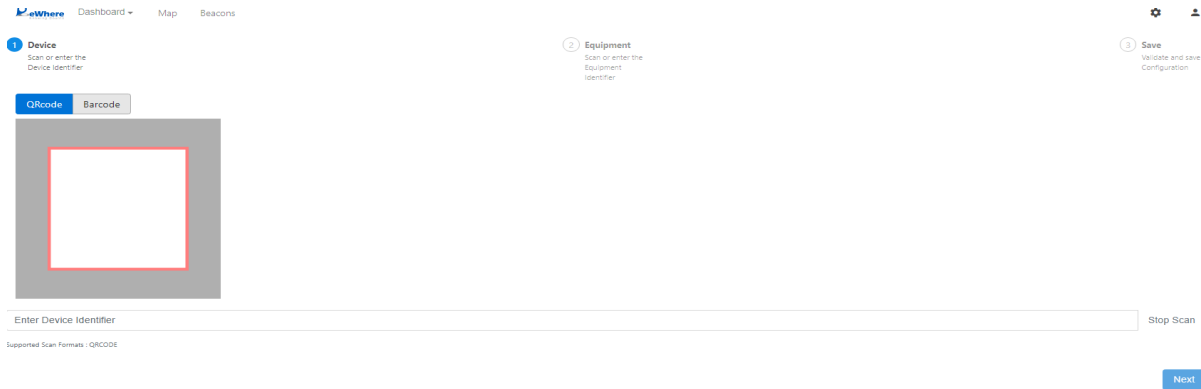 eWhere Dashboard Map Beacons
1 Device
Scan or enter the
Device Identifier
2 Equipment
Scan or enter the
Equipment
Identifier
3 Save
Validate and save
Configuration
QRcode Barcode
Enter Device Identifier Stop Scan
Supported Scan Formats : QRCODE
Next